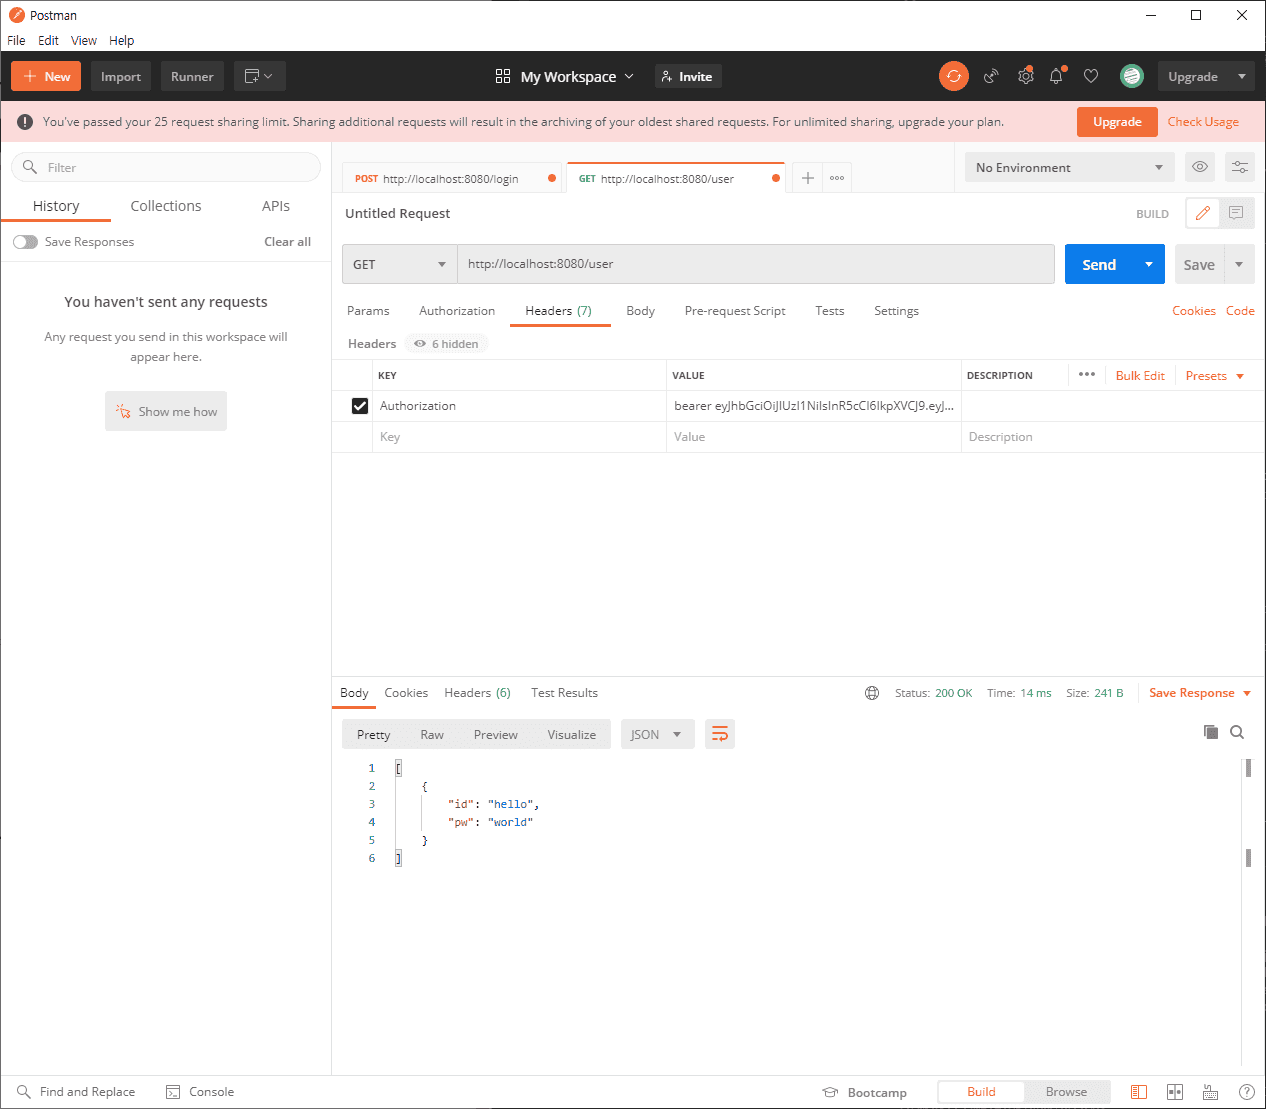 Postman
File Edit View Help
New Import Runner My Workspace Invite Upgrade
You've passed your 25 request sharing limit. Sharing additional requests will result in the archiving of your oldest shared requests. For unlimited sharing, upgrade your plan. Upgrade Check Usage
Filter
History Collections APIs
Save Responses Clear all
You haven't sent any requests
Any request you send in this workspace will
appear here.
Show me how
POST http://localhost:8080/login GET http://localhost:8080/user No Environment
Untitled Request BUILD
GET http://localhost:8080/user Send Save
Params Authorization Headers (7) Body Pre-request Script Tests Settings Cookies Code
Headers 6 hidden
KEY VALUE DESCRIPTION Bulk Edit Presets
Authorization bearer eyJhbGciOiJIUzI1NiIsInR5cCI6IkpXVCJ9.eyJ...
Key Value Description
Body Cookies Headers (6) Test Results Status: 200 OK Time: 14 ms Size: 241 B Save Response
Pretty Raw Preview Visualize JSON
1 [
2 {
3 "id": "hello",
4 "pw": "world"
5 }
6 ]
Find and Replace Console Bootcamp Build Browse